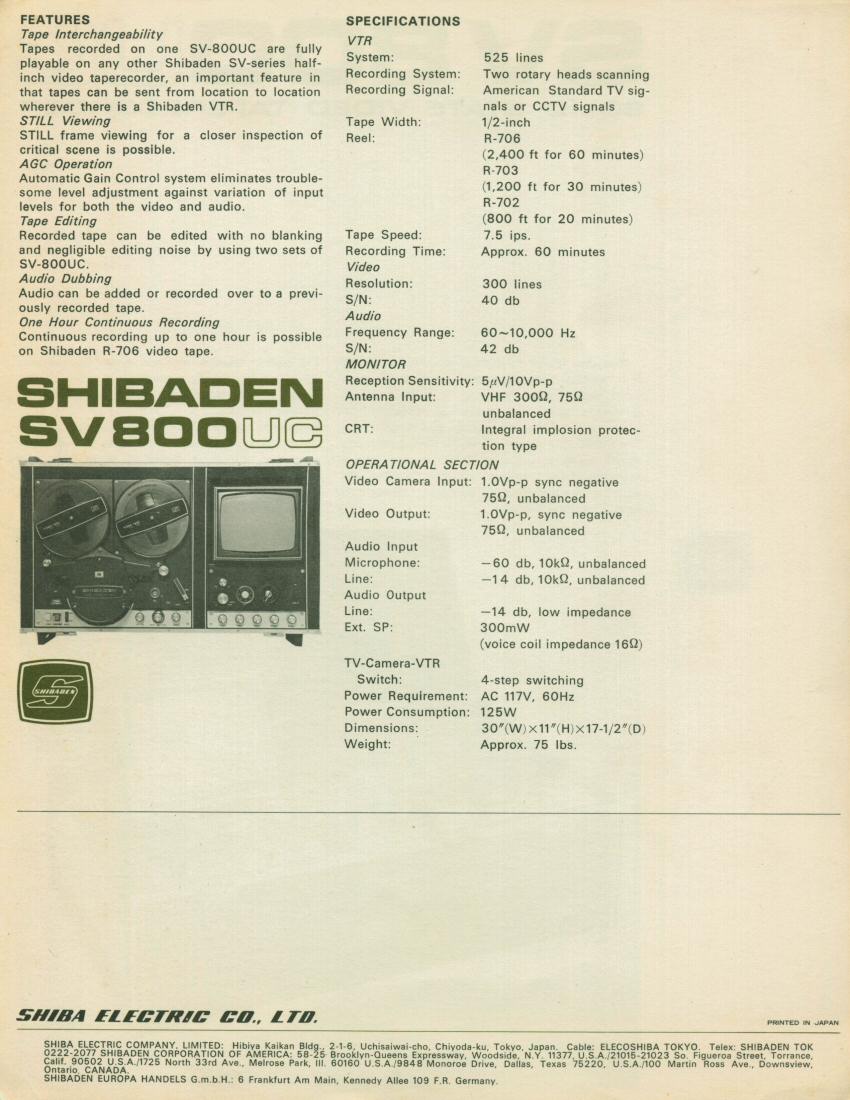 FEATURES
Tape Interchangeability
Tapes recorded on one SV-800UC are fully
playable on any other Shibaden SV-series half-
inch video taperecorder, an important feature in
that tapes can be sent from location to location
wherever there is a Shibaden VTR.
STILL Viewing
STILL frame viewing for a closer inspection of
critical scene is possible.
AGC Operation
Automatic Gain Control system eliminates trouble-
some level adjustment against variation of input
levels for both the video and audio.
Tape Editing
Recorded tape can be edited with no blanking
and negligible editing noise by using two sets of
SV-800UC.
Audio Dubbing
Audio can be added or recorded over to a previ-
ously recorded tape.
One Hour Continuous Recording
Continuous recording up to one hour is possible
on Shibaden R-706 video tape.
SHIBADEN
SV800UC
SHIBADEN
SPECIFICATIONS
VTR
System: 525 lines
Recording System: Two rotary heads scanning
Recording Signal: American Standard TV sig-
nals or CCTV signals
Tape Width: 1/2-inch
Reel: R-706
(2,400 ft for 60 minutes)
R-703
(1,200 ft for 30 minutes)
R-702
(800 ft for 20 minutes)
Tape Speed: 7.5 ips.
Recording Time: Approx. 60 minutes
Video
Resolution: 300 lines
S/N: 40 db
Audio
Frequency Range: 60~10,000 Hz
S/N: 42 db
MONITOR
Reception Sensitivity: 5µV/10Vp-p
Antenna Input: VHF 300Ω, 75Ω
unbalanced
CRT: Integral implosion protec-
tion type
OPERATIONAL SECTION
Video Camera Input: 1.0Vp-p sync negative
75Ω, unbalanced
Video Output: 1.0Vp-p, sync negative
75Ω, unbalanced
Audio Input
Microphone: −60 db, 10kΩ, unbalanced
Line: −14 db, 10kΩ, unbalanced
Audio Output
Line: −14 db, low impedance
Ext. SP: 300mW
(voice coil impedance 16Ω)
TV-Camera-VTR
Switch: 4-step switching
Power Requirement: AC 117V, 60Hz
Power Consumption: 125W
Dimensions: 30″(W)×11″(H)×17-1/2″(D)
Weight: Approx. 75 lbs.
SHIBA ELECTRIC CO., LTD.
PRINTED IN JAPAN
SHIBA ELECTRIC COMPANY. LIMITED: Hibiya Kaikan Bldg., 2-1-6, Uchisaiwai-cho, Chiyoda-ku, Tokyo, Japan. Cable: ELECOSHIBA TOKYO. Telex: SHIBADEN TOK
0222-2077 SHIBADEN CORPORATION OF AMERICA: 58-25 Brooklyn-Queens Expressway, Woodside, N.Y. 11377, U.S.A./21015-21023 So. Figueroa Street, Torrance,
Calif. 90502 U.S.A./1725 North 33rd Ave., Melrose Park, Ill. 60160 U.S.A./9848 Monoroe Drive, Dallas, Texas 75220, U.S.A./100 Martin Ross Ave., Downsview,
Ontario, CANADA.
SHIBADEN EUROPA HANDELS G.m.b.H.: 6 Frankfurt Am Main, Kennedy Allee 109 F.R. Germany.